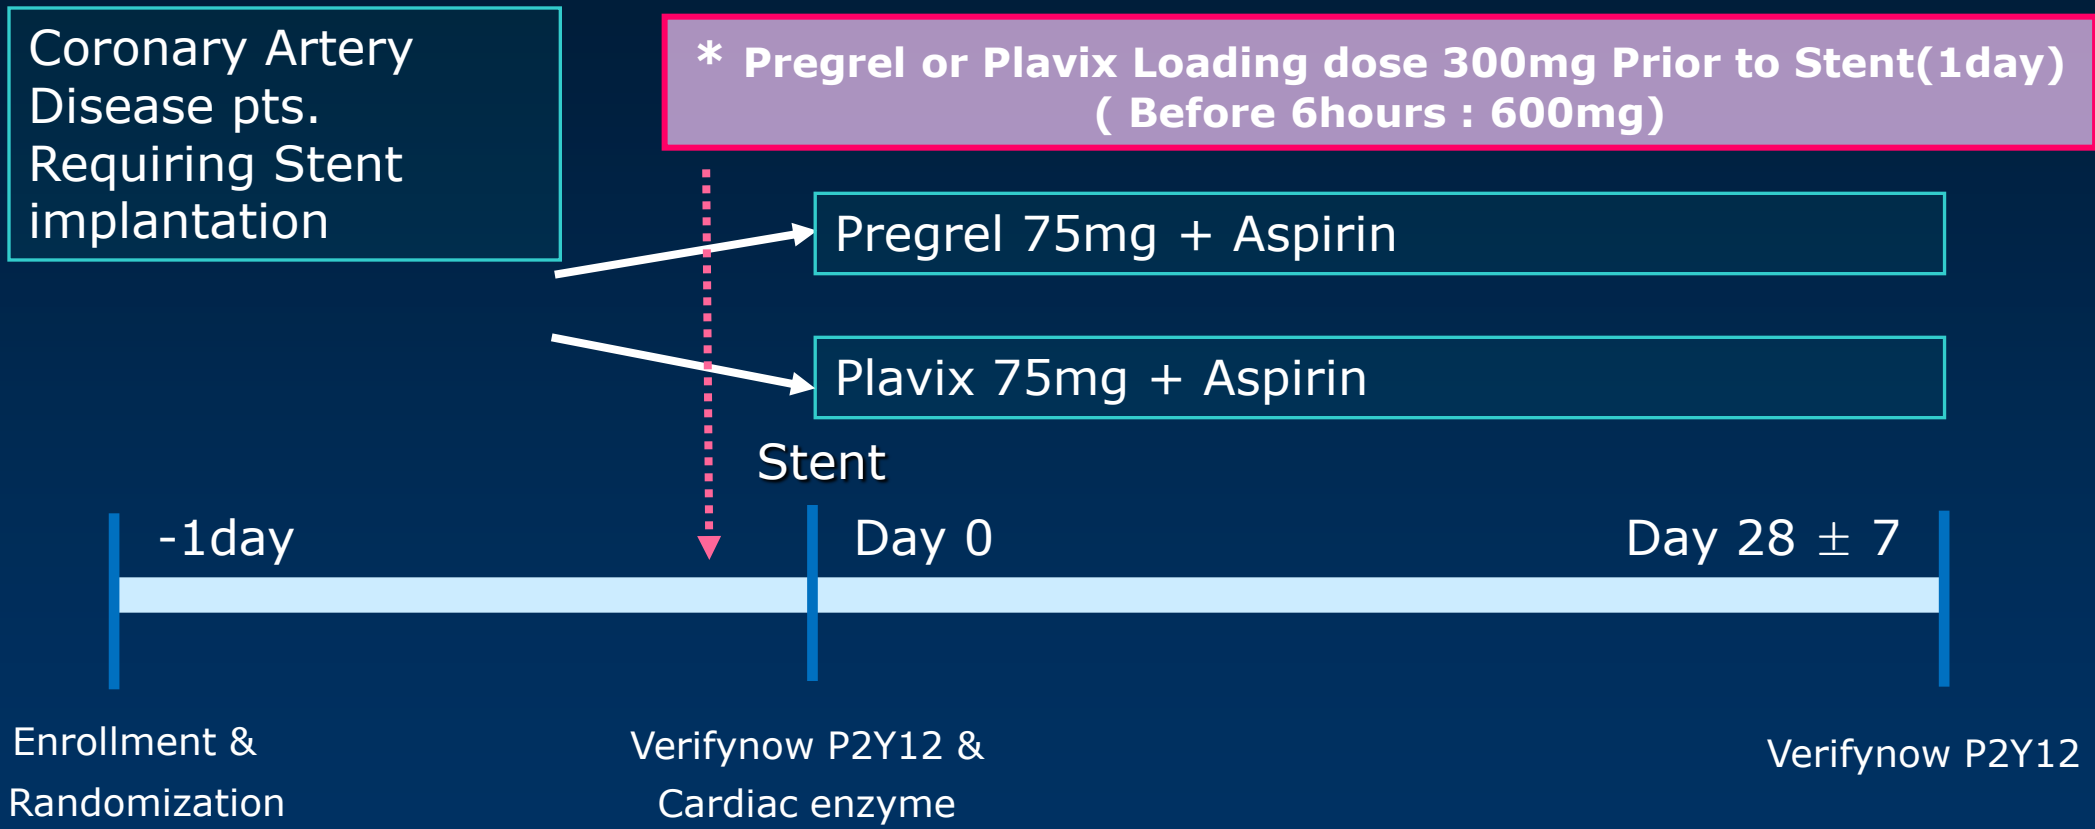 Coronary Artery
Disease pts.
Requiring Stent
implantation
* Pregrel or Plavix Loading dose 300mg Prior to Stent(1day)
( Before 6hours : 600mg)
Pregrel 75mg + Aspirin
Plavix 75mg + Aspirin
Stent
-1day
Day 0
Day 28 ± 7
Enrollment &
Randomization
Verifynow P2Y12 &
Cardiac enzyme
Verifynow P2Y12